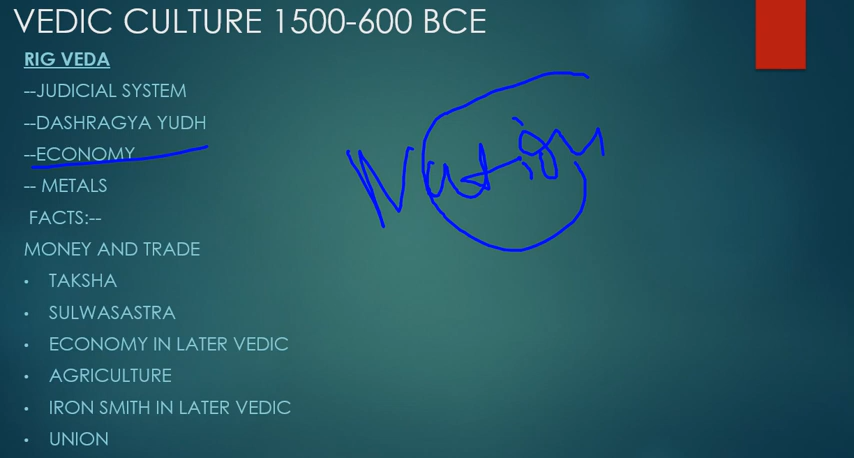 VEDIC CULTURE 1500-600 BCE
RIG VEDA
--JUDICIAL SYSTEM
--DASHRAGYA YUDH
--ECONOMY
-- METALS
FACTS:--
MONEY AND TRADE
• TAKSHA
• SULWASASTRA
• ECONOMY IN LATER VEDIC
• AGRICULTURE
• IRON SMITH IN LATER VEDIC
• UNION